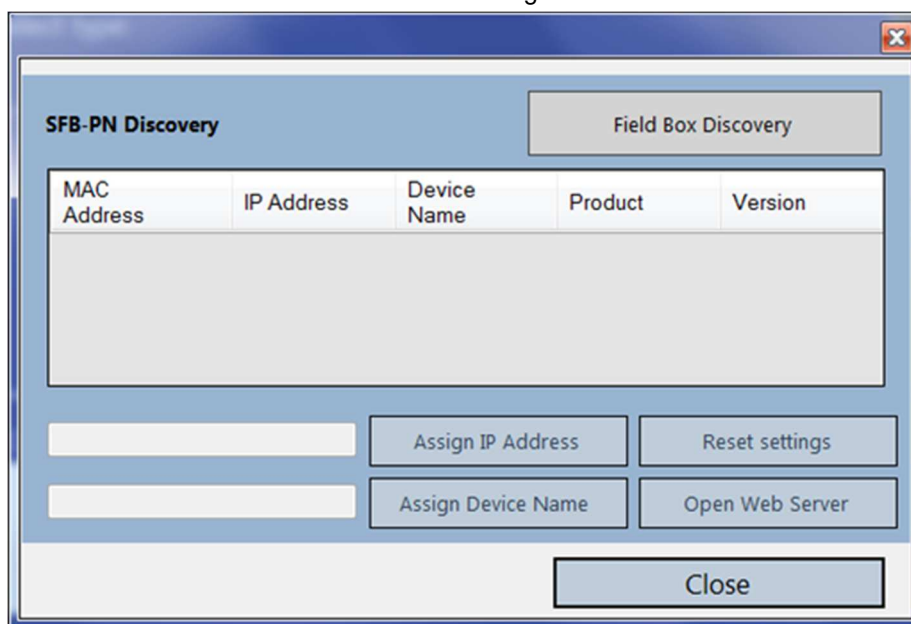 SFB-PN Discovery
Field Box Discovery
MAC Address
IP Address
Device Name
Product
Version
Assign IP Address
Reset settings
Assign Device Name
Open Web Server
Close